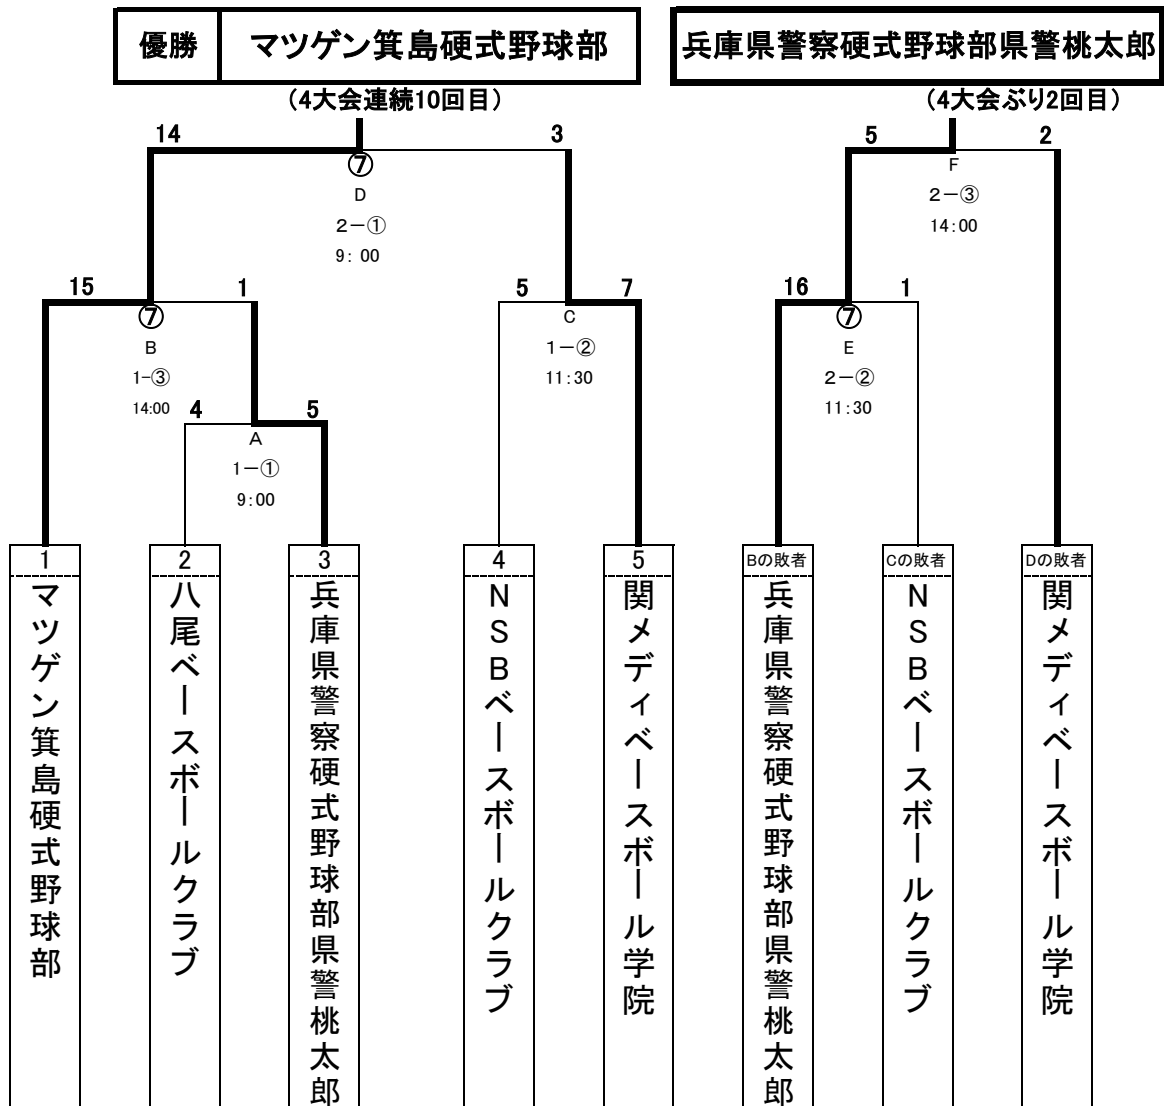 優勝 マツゲン箕島硬式野球部
兵庫県警察硬式野球部県警桃太郎
(4大会連続10回目)
(4大会ぶり2回目)
14
3
5
2
⑦
D
2-①
9:00
F
2-③
14:00
15
1
5
7
16
1
⑦
B
1-③
14:00
C
1-②
11:30
⑦
E
2-②
11:30
4
5
A
1-①
9:00
1
マツゲン箕島硬式野球部
2
八尾ベースボールクラブ
3
兵庫県警察硬式野球部県警桃太郎
4
NSBベースボールクラブ
5
関メディベースボール学院
Bの敗者
兵庫県警察硬式野球部県警桃太郎
Cの敗者
NSBベースボールクラブ
Dの敗者
関メディベースボール学院